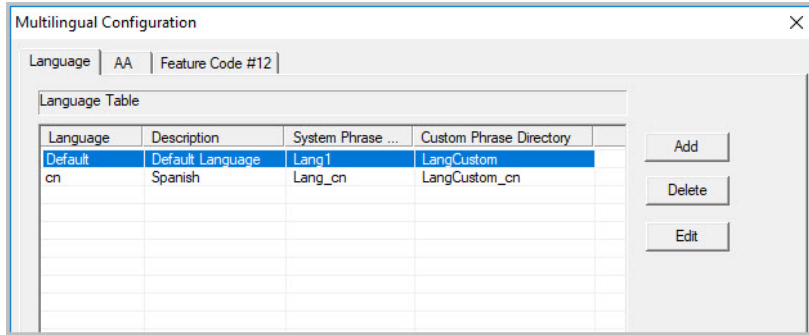 Multilingual Configuration
Language AA Feature Code #12
Language Table
Language Description System Phrase ... Custom Phrase Directory
Default Default Language Lang1 LangCustom
cn Spanish Lang_cn LangCustom_cn
Add
Delete
Edit